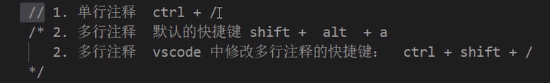 // 1. 单行注释  ctrl + /
/* 2. 多行注释  默认的快捷键 shift +  alt  + a
2. 多行注释  vscode 中修改多行注释的快捷键:  ctrl + shift + /
*/